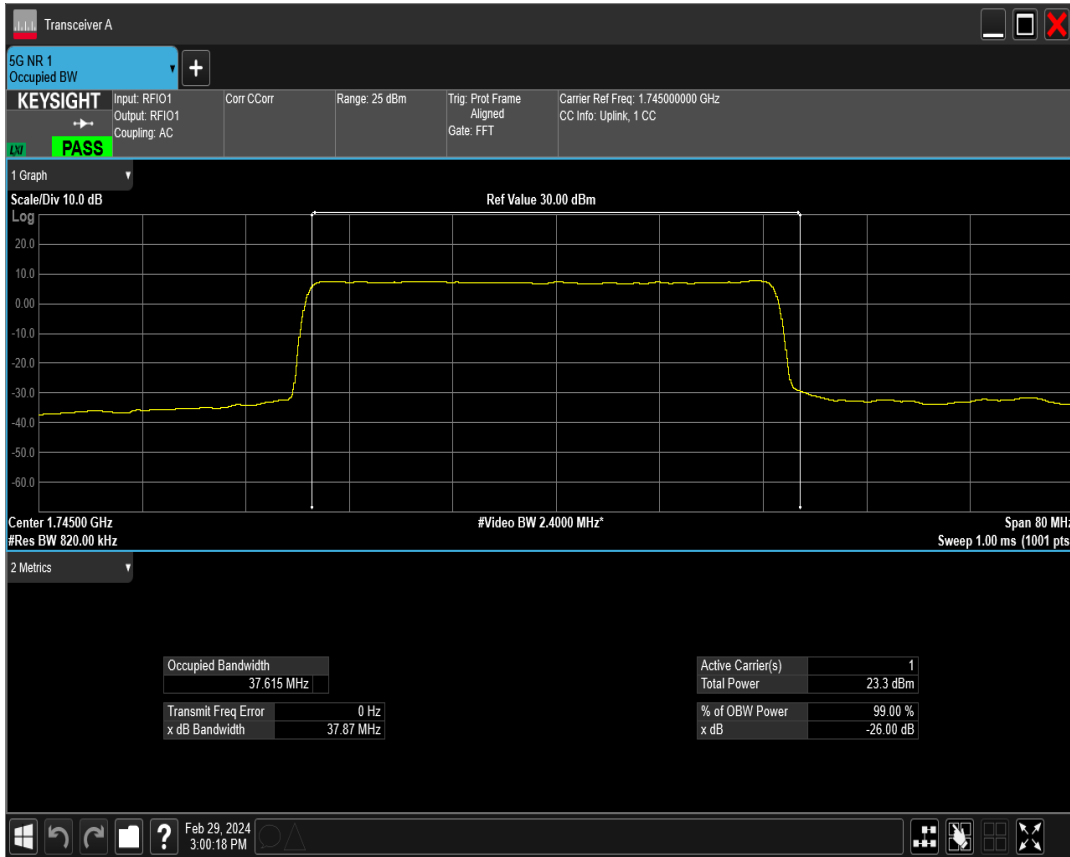 Transceiver A
5G NR 1
Occupied BW
KEYSIGHT
LXI
PASS
Input: RFIO1
Output: RFIO1
Coupling: AC
Corr CCorr
Range: 25 dBm
Trig: Prot Frame
Aligned
Gate: FFT
Carrier Ref Freq: 1.745000000 GHz
CC Info: Uplink, 1 CC
1 Graph
Scale/Div 10.0 dB
Ref Value 30.00 dBm
Log
20.0
10.0
0.00
-10.0
-20.0
-30.0
-40.0
-50.0
-60.0
Center 1.74500 GHz
#Video BW 2.4000 MHz*
Span 80 MHz
#Res BW 820.00 kHz
Sweep 1.00 ms (1001 pts
2 Metrics
Occupied Bandwidth
37.615 MHz
Transmit Freq Error 0 Hz
x dB Bandwidth 37.87 MHz
Active Carrier(s) 1
Total Power 23.3 dBm
% of OBW Power 99.00 %
x dB -26.00 dB
?
Feb 29, 2024
3:00:18 PM